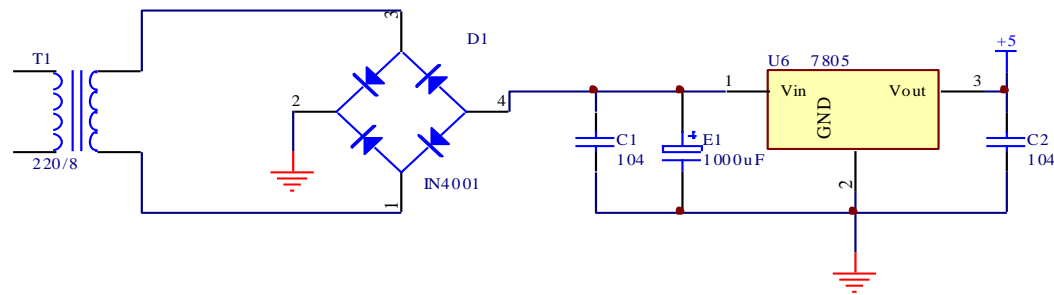 T1
220/8
3
D1
2
4
1
IN4001
C1
104
E1
1000uF
1
U6 7805
Vin
GND
Vout
2
3
+5
C2
104